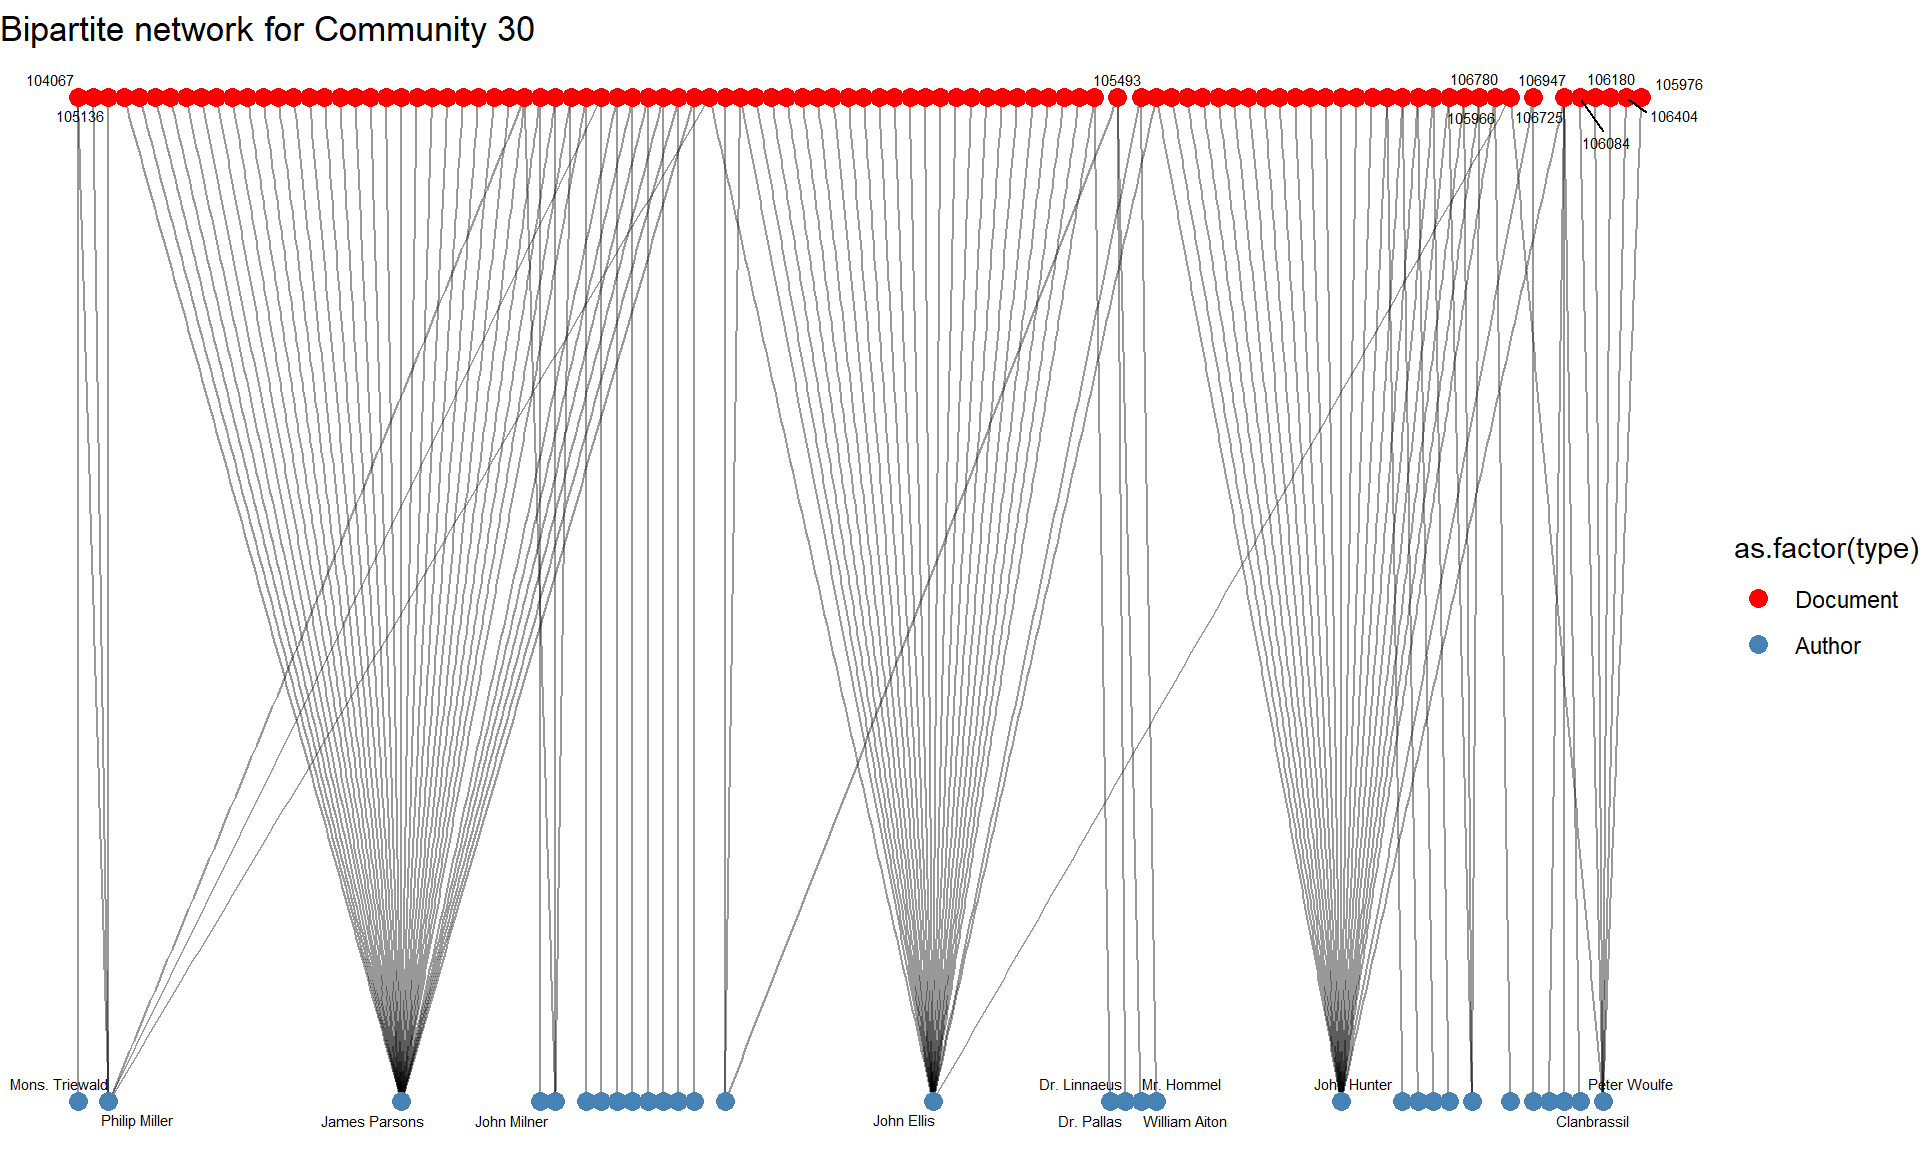 Bipartite network for Community 30
104067
105493
106780
106947
106180
105976
105136
105966
106725
106404
106084
as.factor(type)
Document
Author
Mons. Triewald
Dr. Linnaeus
Mr. Hommel
John Hunter
Peter Woulfe
Philip Miller
James Parsons
John Milner
John Ellis
Dr. Pallas
William Aiton
Clanbrassil